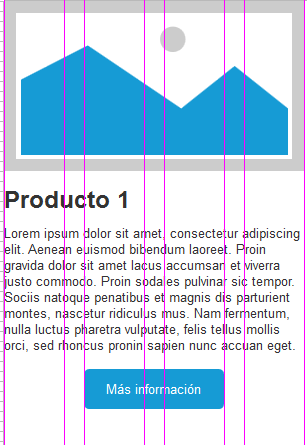 Producto 1
Lorem ipsum dolor sit amet, consectetur adipiscing
elit. Aenean euismod bibendum laoreet. Proin
gravida dolor sit amet lacus accumsan et viverra
justo commodo. Proin sodales pulvinar sic tempor.
Sociis natoque penatibus et magnis dis parturient
montes, nascetur ridiculus mus. Nam fermentum,
nulla luctus pharetra vulputate, felis tellus mollis
orci, sed rhoncus pronin sapien nunc accuan eget.
Más información